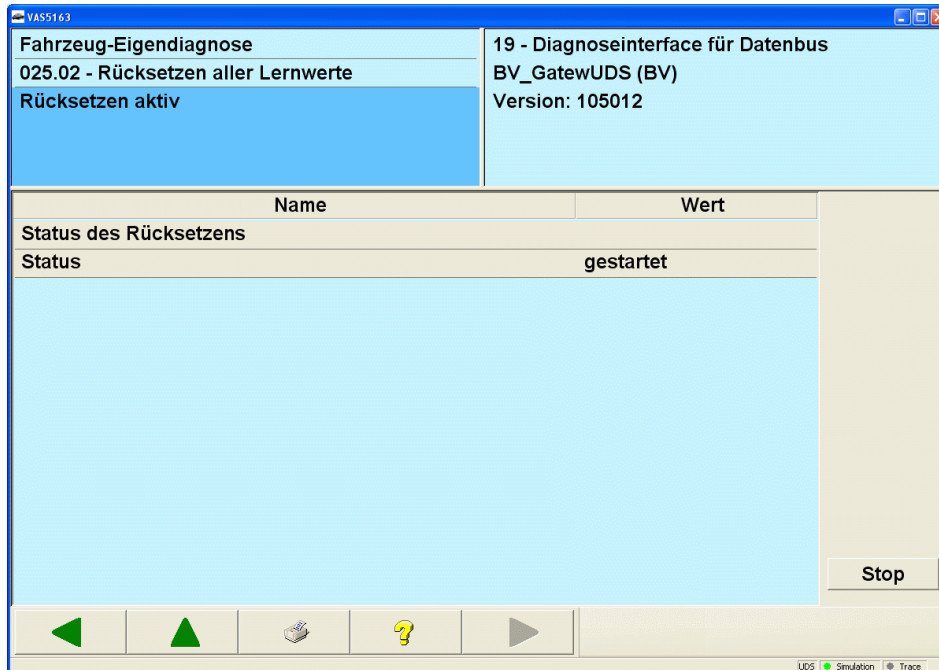 VAS5163
Fahrzeug-Eigendiagnose
025.02 - Rücksetzen aller Lernwerte
Rücksetzen aktiv
19 - Diagnoseinterface für Datenbus
BV_GatewUDS (BV)
Version: 105012
Name Wert
Status des Rücksetzens
Status gestartet
Stop
UDS Simulation Trace